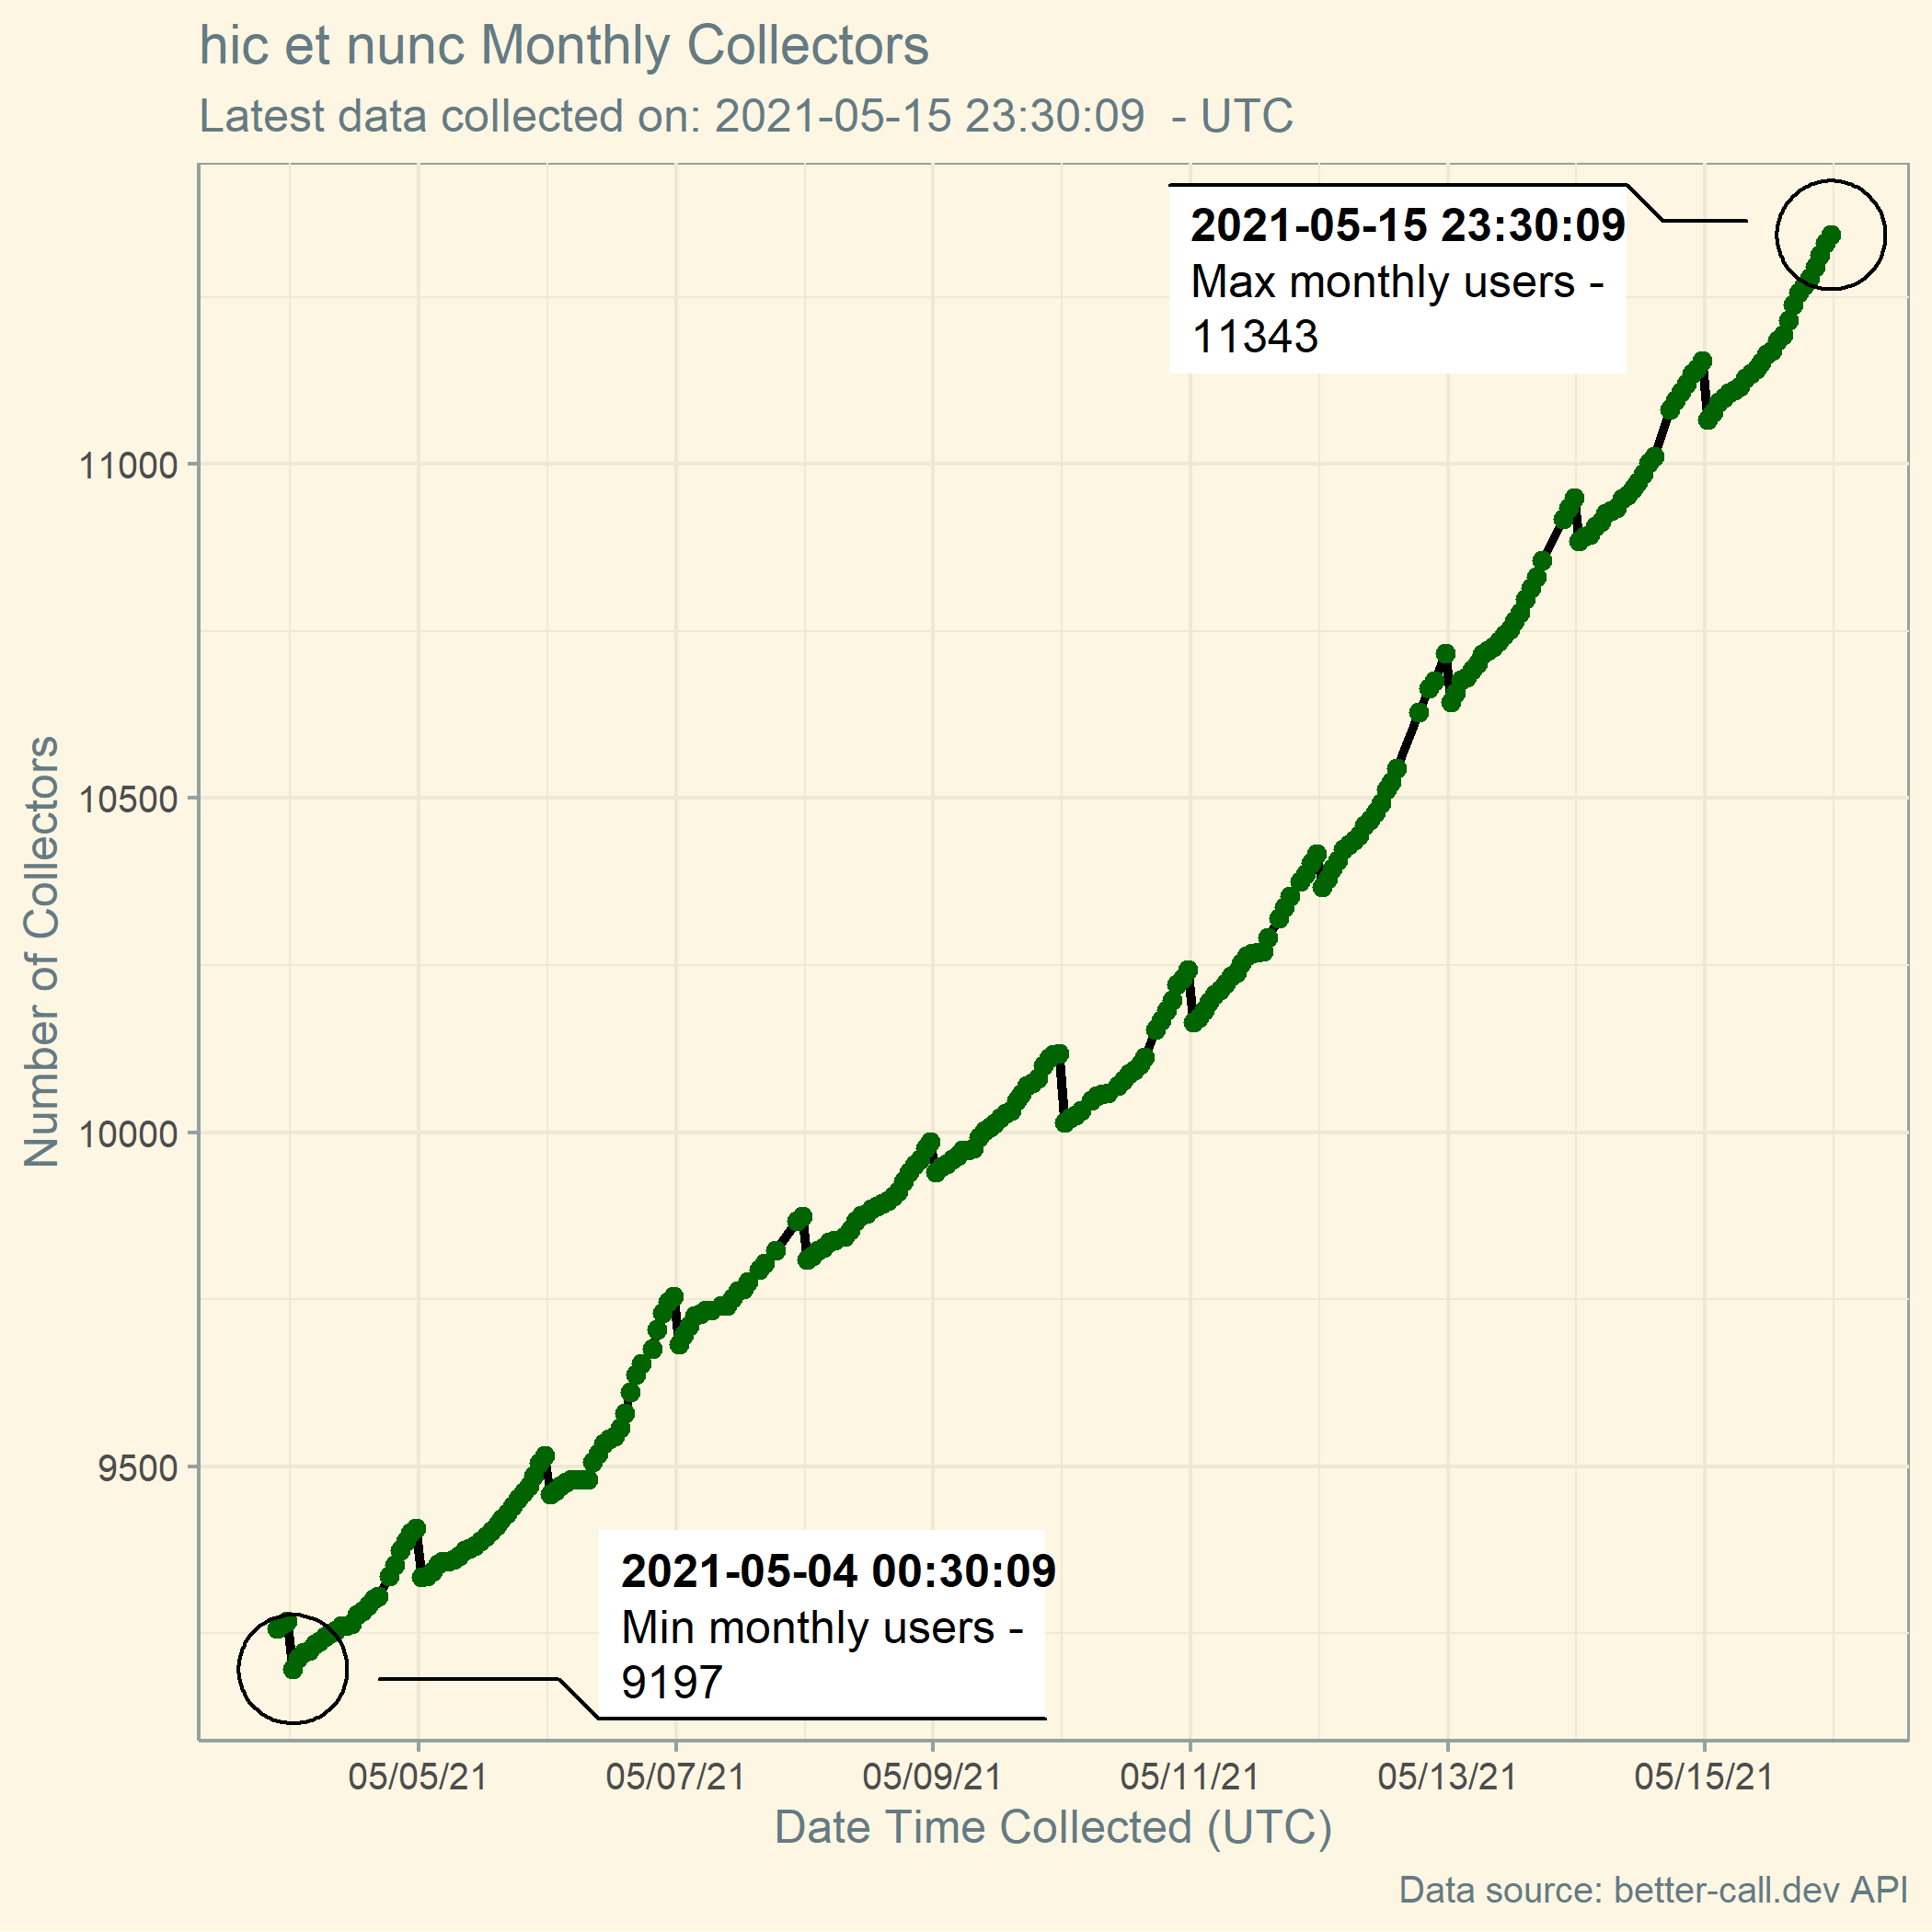 hic et nunc Monthly Collectors
Latest data collected on: 2021-05-15 23:30:09  - UTC
2021-05-15 23:30:09
Max monthly users -
11343
11000
10500
10000
9500
Number of Collectors
2021-05-04 00:30:09
Min monthly users -
9197
05/05/21
05/07/21
05/09/21
05/11/21
05/13/21
05/15/21
Date Time Collected (UTC)
Data source: better-call.dev API